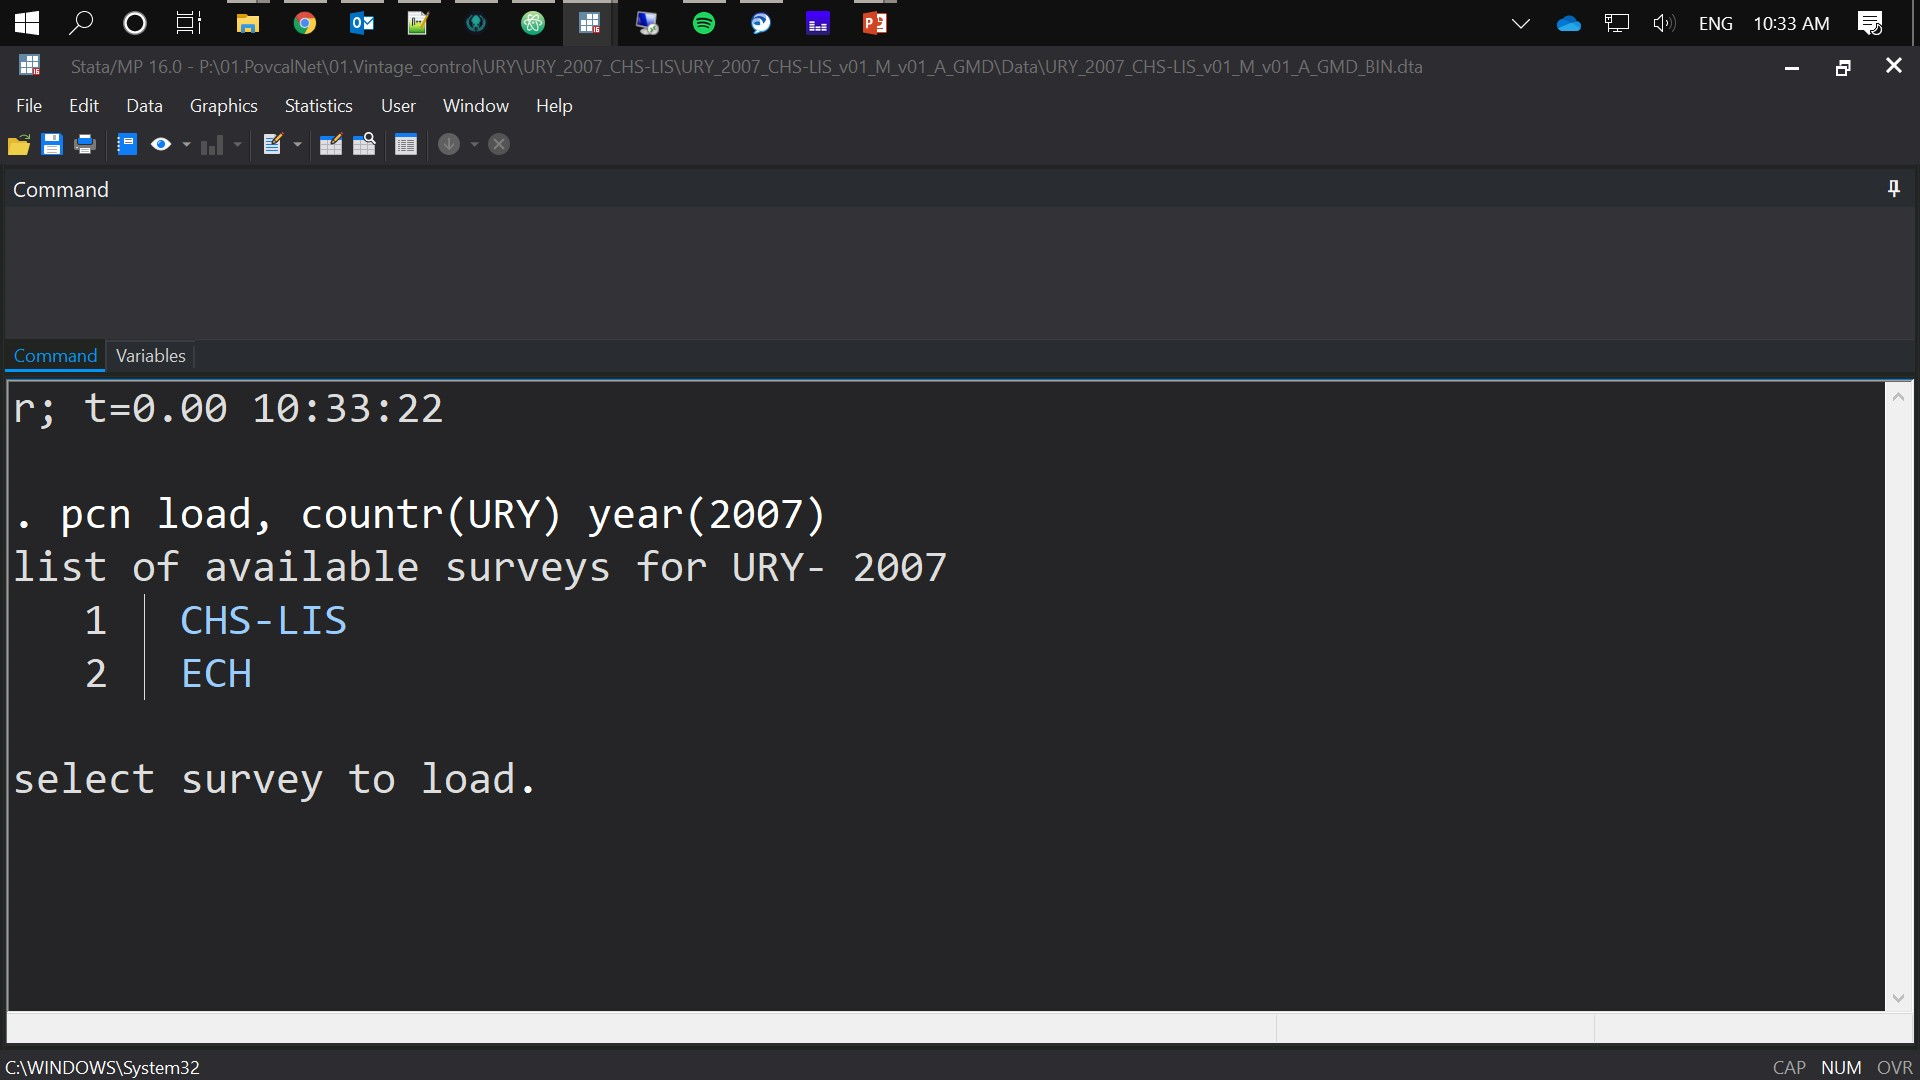 ENG 10:33 AM
Stata/MP 16.0 - P:\01.PovcalNet\01.Vintage_control\URY\URY_2007_CHS-LIS\URY_2007_CHS-LIS_v01_M_v01_A_GMD\Data\URY_2007_CHS-LIS_v01_M_v01_A_GMD_BIN.dta
File Edit Data Graphics Statistics User Window Help
Command
Command Variables
r; t=0.00 10:33:22
. pcn load, countr(URY) year(2007)
list of available surveys for URY- 2007
1 CHS-LIS
2 ECH
select survey to load.
C:\WINDOWS\System32 CAP NUM OVR